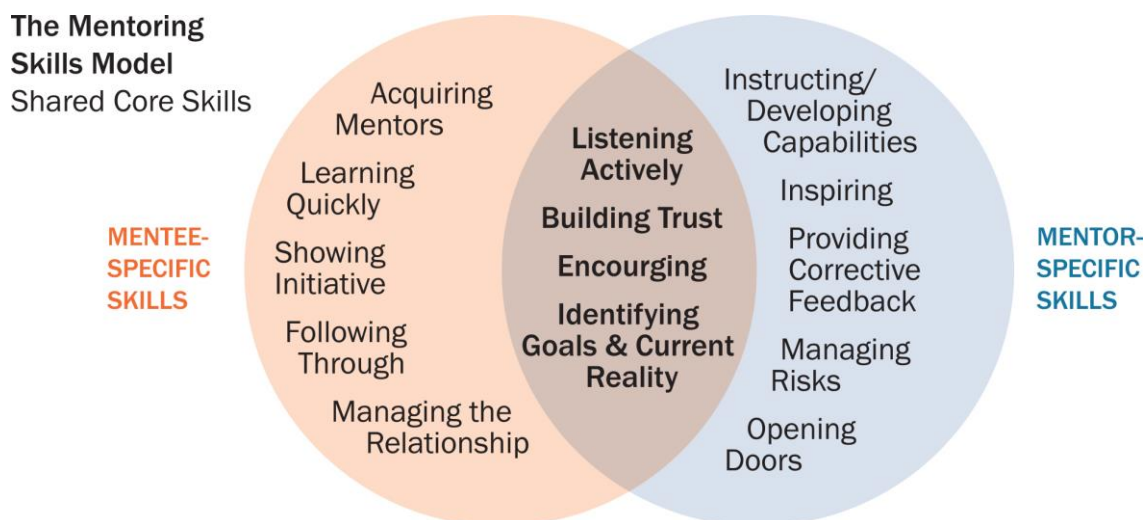 The Mentoring
Skills Model
Shared Core Skills
MENTEE-
SPECIFIC
SKILLS
Acquiring
Mentors
Learning
Quickly
Showing
Initiative
Following
Through
Managing the
Relationship
Listening
Actively
Building Trust
Encourging
Identifying
Goals & Current
Reality
Instructing/
Developing
Capabilities
Inspiring
Providing
Corrective
Feedback
Managing
Risks
Opening
Doors
MENTOR-
SPECIFIC
SKILLS